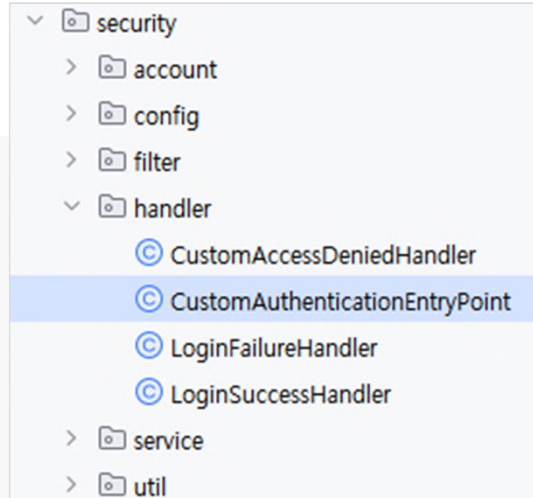 security
account
config
filter
handler
CustomAccessDeniedHandler
CustomAuthenticationEntryPoint
LoginFailureHandler
LoginSuccessHandler
service
util